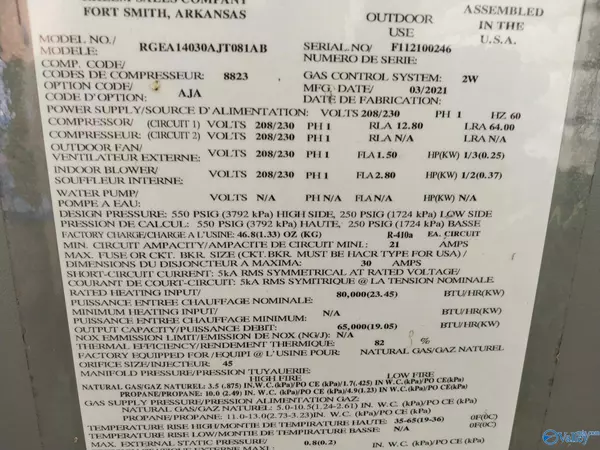 RHEEM SALES COMPANY
FORT SMITH, ARKANSAS
OUTDOOR
USE
ASSEMBLED
IN THE
U.S.A.
MODEL NO./
MODELE: RGEA14030AJT081AB SERIAL.NO/ F112100246
NUMERO DE SERIE:
COMP. CODE/
CODES DE COMPRESSEUR: 8823 GAS CONTROL SYSTEM: 2W
OPTION CODE/
CODE D'OPTION: AJA MFG. DATE/ 03/2021
DATE DE FABRICATION:
POWER SUPPLY/SOURCE D'ALIMENTATION: VOLTS 208/230 PH 1 HZ 60
COMPRESSOR/ (CIRCUIT 1) VOLTS 208/230 PH 1 RLA 12.80 LRA 64.00
COMPRESSEUR: (CIRCUIT 2) VOLTS 208/230 PH 1 RLA N/A LRA N/A
OUTDOOR FAN/
VENTILATEUR EXTERNE: VOLTS 208/230 PH 1 FLA 1.50 HP(KW) 1/3(0.25)
INDOOR BLOWER/
SOUFFLEUR INTERNE: VOLTS 208/230 PH 1 FLA 2.80 HP(KW) 1/2(0.37)
WATER PUMP/
POMPE A EAU: VOLTS N/A PH N/A FLA N/A HP(KW) N/A
DESIGN PRESSURE: 550 PSIG (3792 kPa) HIGH SIDE, 250 PSIG (1724 kPa) LOW SIDE
PRESSION DE CALCUL: 550 PSIG (3792 kPa) HAUTE, 250 PSIG (1724 kPa) BASSE
FACTORY CHARGE/CHARGE A L'USINE: 46.8(1.33) OZ (KG) R-410a EA. CIRCUIT
MIN. CIRCUIT AMPACITY/AMPACITE DE CIRCUIT MINI.: 21 AMPS
MAX. FUSE OR CKT. BKR. SIZE (CKT. BKR. MUST BE HACR TYPE FOR USA) /
DIMENSIONS DU DISJONCTEUR A MAXIMA: 30 AMPS
SHORT-CIRCUIT CURRENT: 5kA RMS SYMMETRICAL AT RATED VOLTAGE/
COURANT DE COURT-CIRCUIT: 5kA RMS SYMITRIQUE @ LA TENSION NOMINALE
RATED HEATING INPUT/ 80,000(23.45) BTU/HR(KW)
PUISSANCE ENTREE CHAUFFAGE NOMINALE:
MINIMUM HEATING INPUT/ N/A BTU/HR(KW)
PUISSANCE ENTREE CHAUFFAGE MINIMUM:
OUTPUT CAPACITY/PUISSANCE DEBIT: 65,000(19.05) BTU/HR(KW)
NOX EMMISSION LIMIT/EMISSION DE NOX (NG/J): N/A
THERMAL EFFICIENCY/RENDEMENT THERMIQUE: 82 %
FACTORY EQUIPPED FOR/EQUIPI @ L'USINE POUR: NATURAL GAS/GAZ NATUREL
ORIFICE SIZE/INJECTOR: 45
MANIFOLD PRESSURE/PRESSION TUYAUERIE:
HIGH FIRE LOW FIRE
NATURAL GAS/GAZ NATUREL: 3.5 (.875) IN.W.C.(kPa)/PO CE (kPa)/1.7(.425) IN W.C. (kPa)/PO CE(kPa)
PROPANE/PROPANE: 10.0 (2.49) IN.W.C. (kPa)/PO CE (kPa)/4.9(1.23) IN W.C. (kPa)/PO CE(kPa)
GAS SUPPLY PRESSURE/PRESSION ALIMENTATION GAZ:
NATURAL GAS/GAZ NATUREL: 5.0-10.5(1.24-2.61) IN. W.C. (kPa)/PO CE (kPa)
PROPANE/PROPANE: 11.0-13.0(2.73-3.23) IN. W.C. (kPa)/PO CE (kPa)
TEMPERATURE RISE HIGH/MONTE DE TEMPIRATURE HAUTE: 35-65(19-36) 0F(0C)
TEMPERATURE RISE LOW/MONTIE DE TEMPIRATURE BASSE: N/A 0F(0C)
MAX. EXTERNAL STATIC PRESSURE/ 0.8(0.2) IN. W.C. (kPa)/PO CE (kPa)